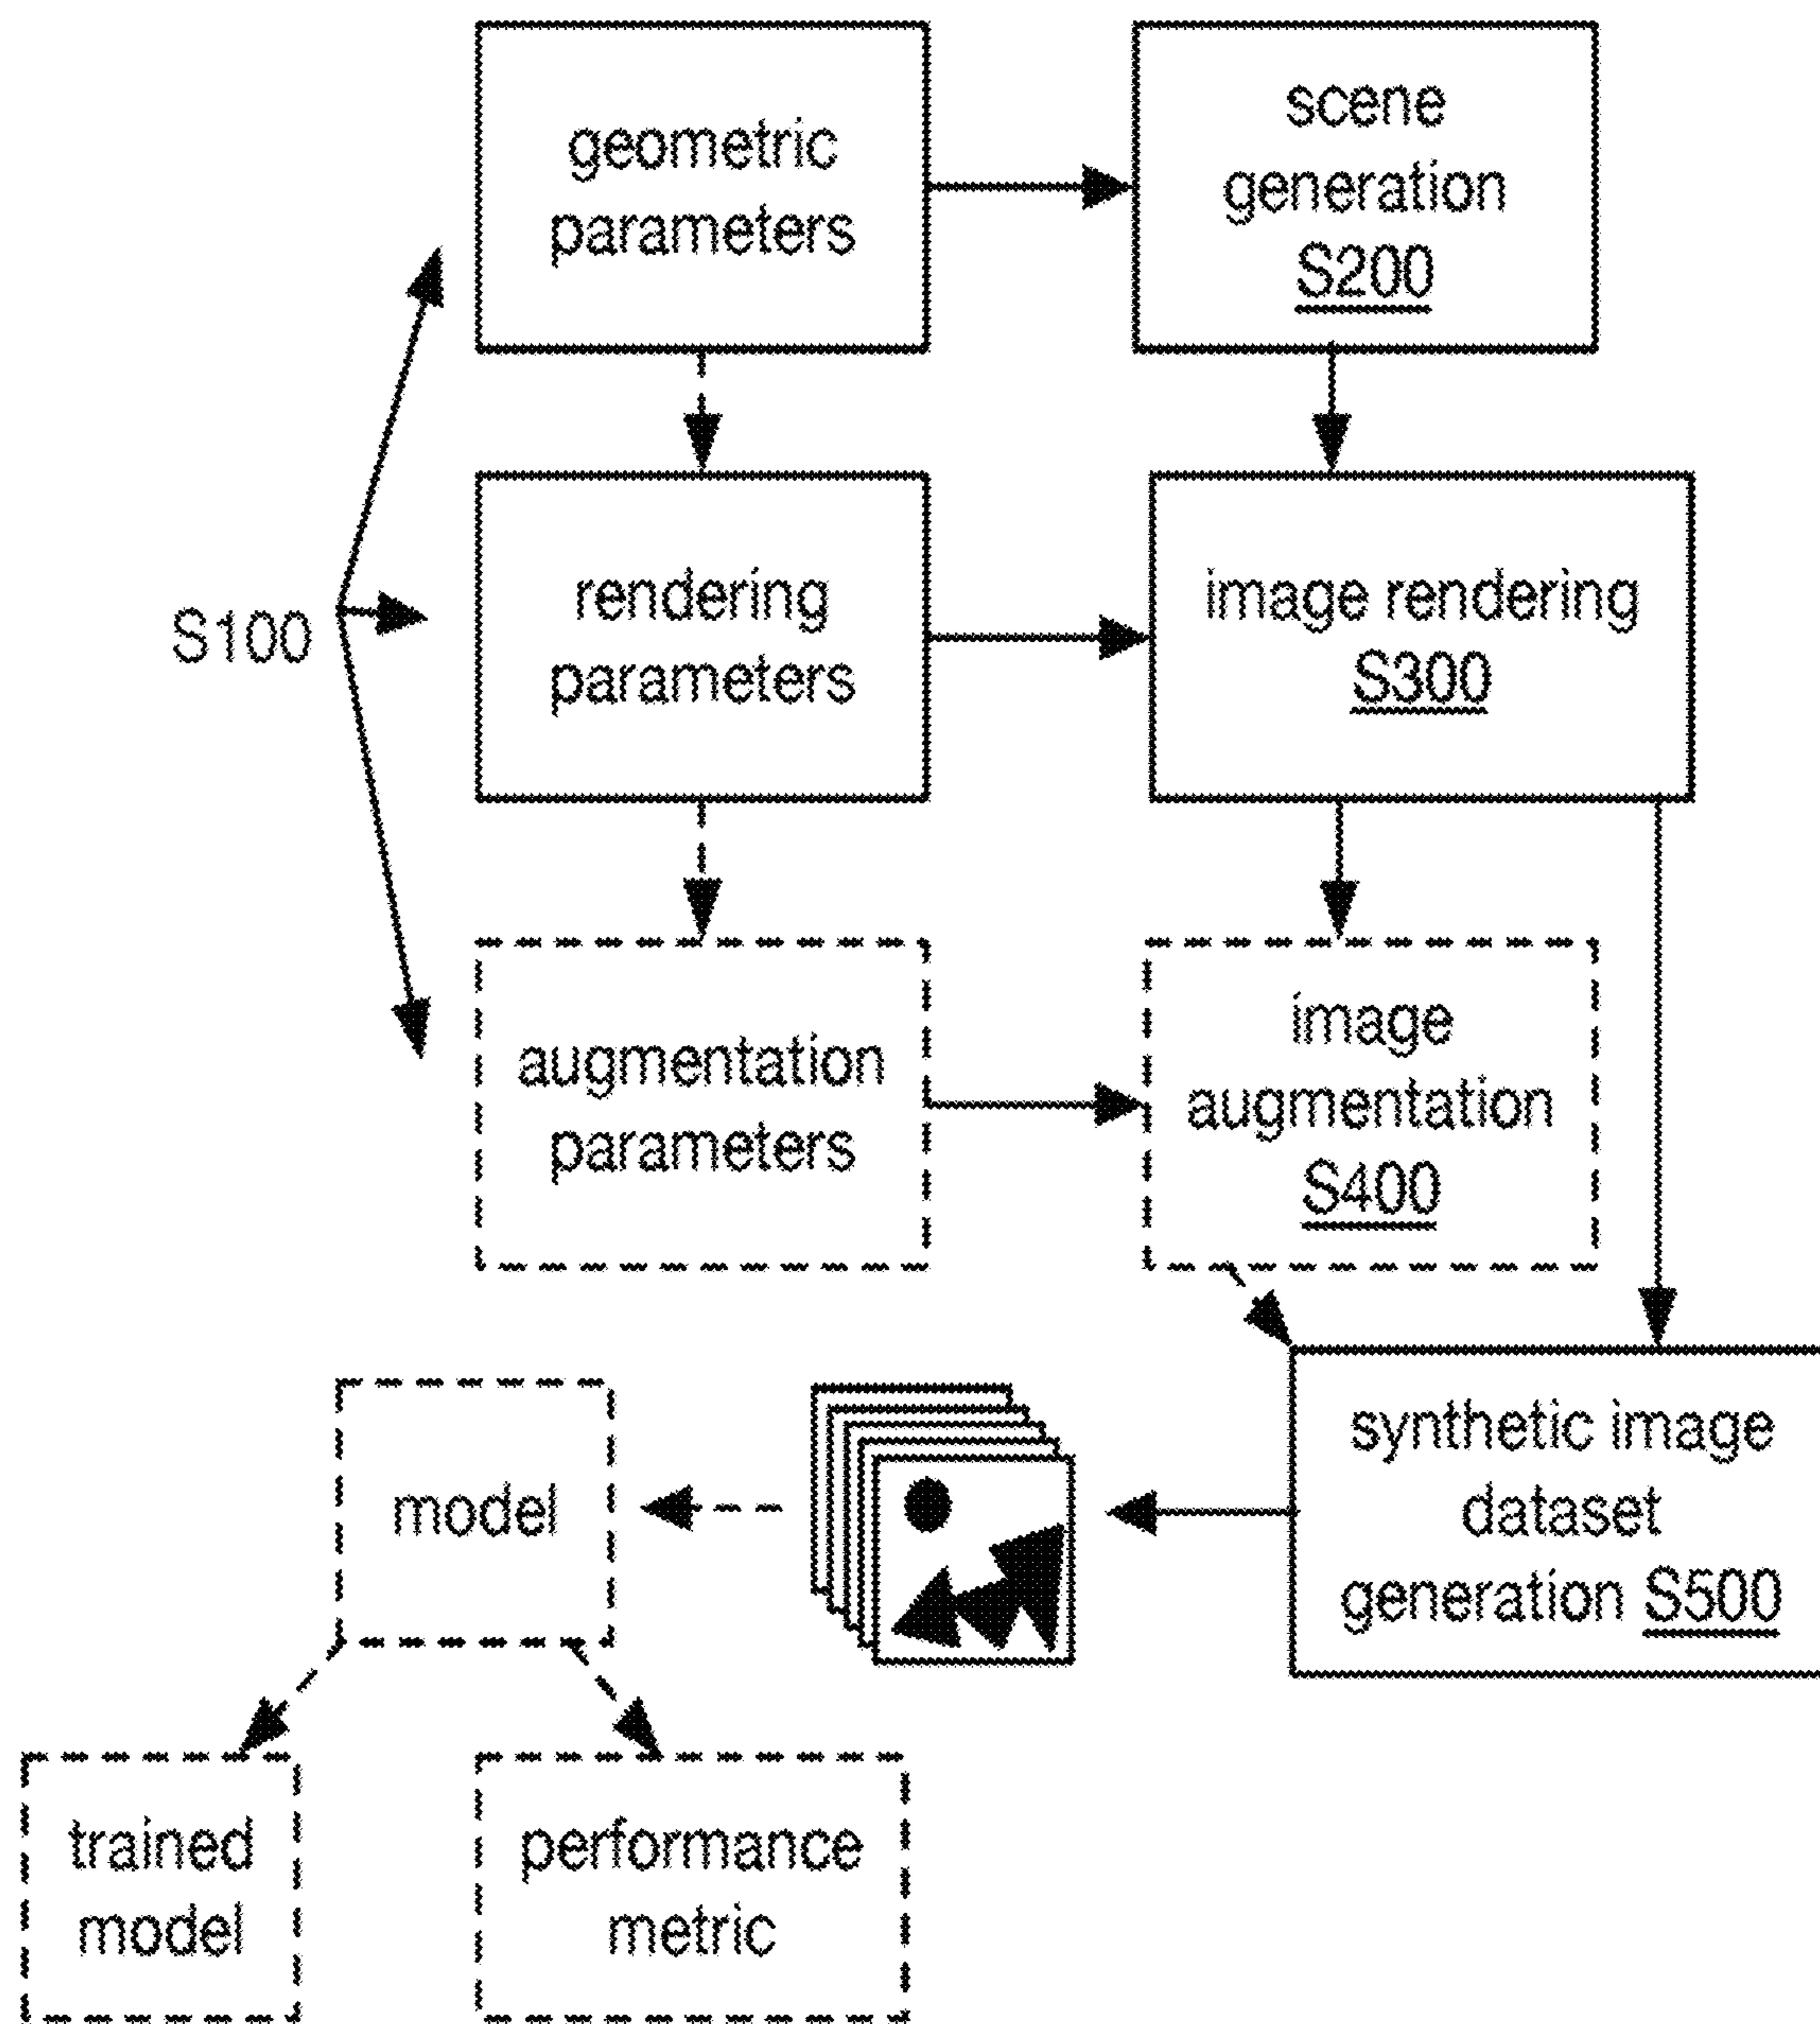 geometric
parameters
scene
generation
S200
S100
rendering
parameters
image rendering
S300
augmentation
parameters
image
augmentation
S400
model
synthetic image
dataset
generation S500
trained
model
performance
metric